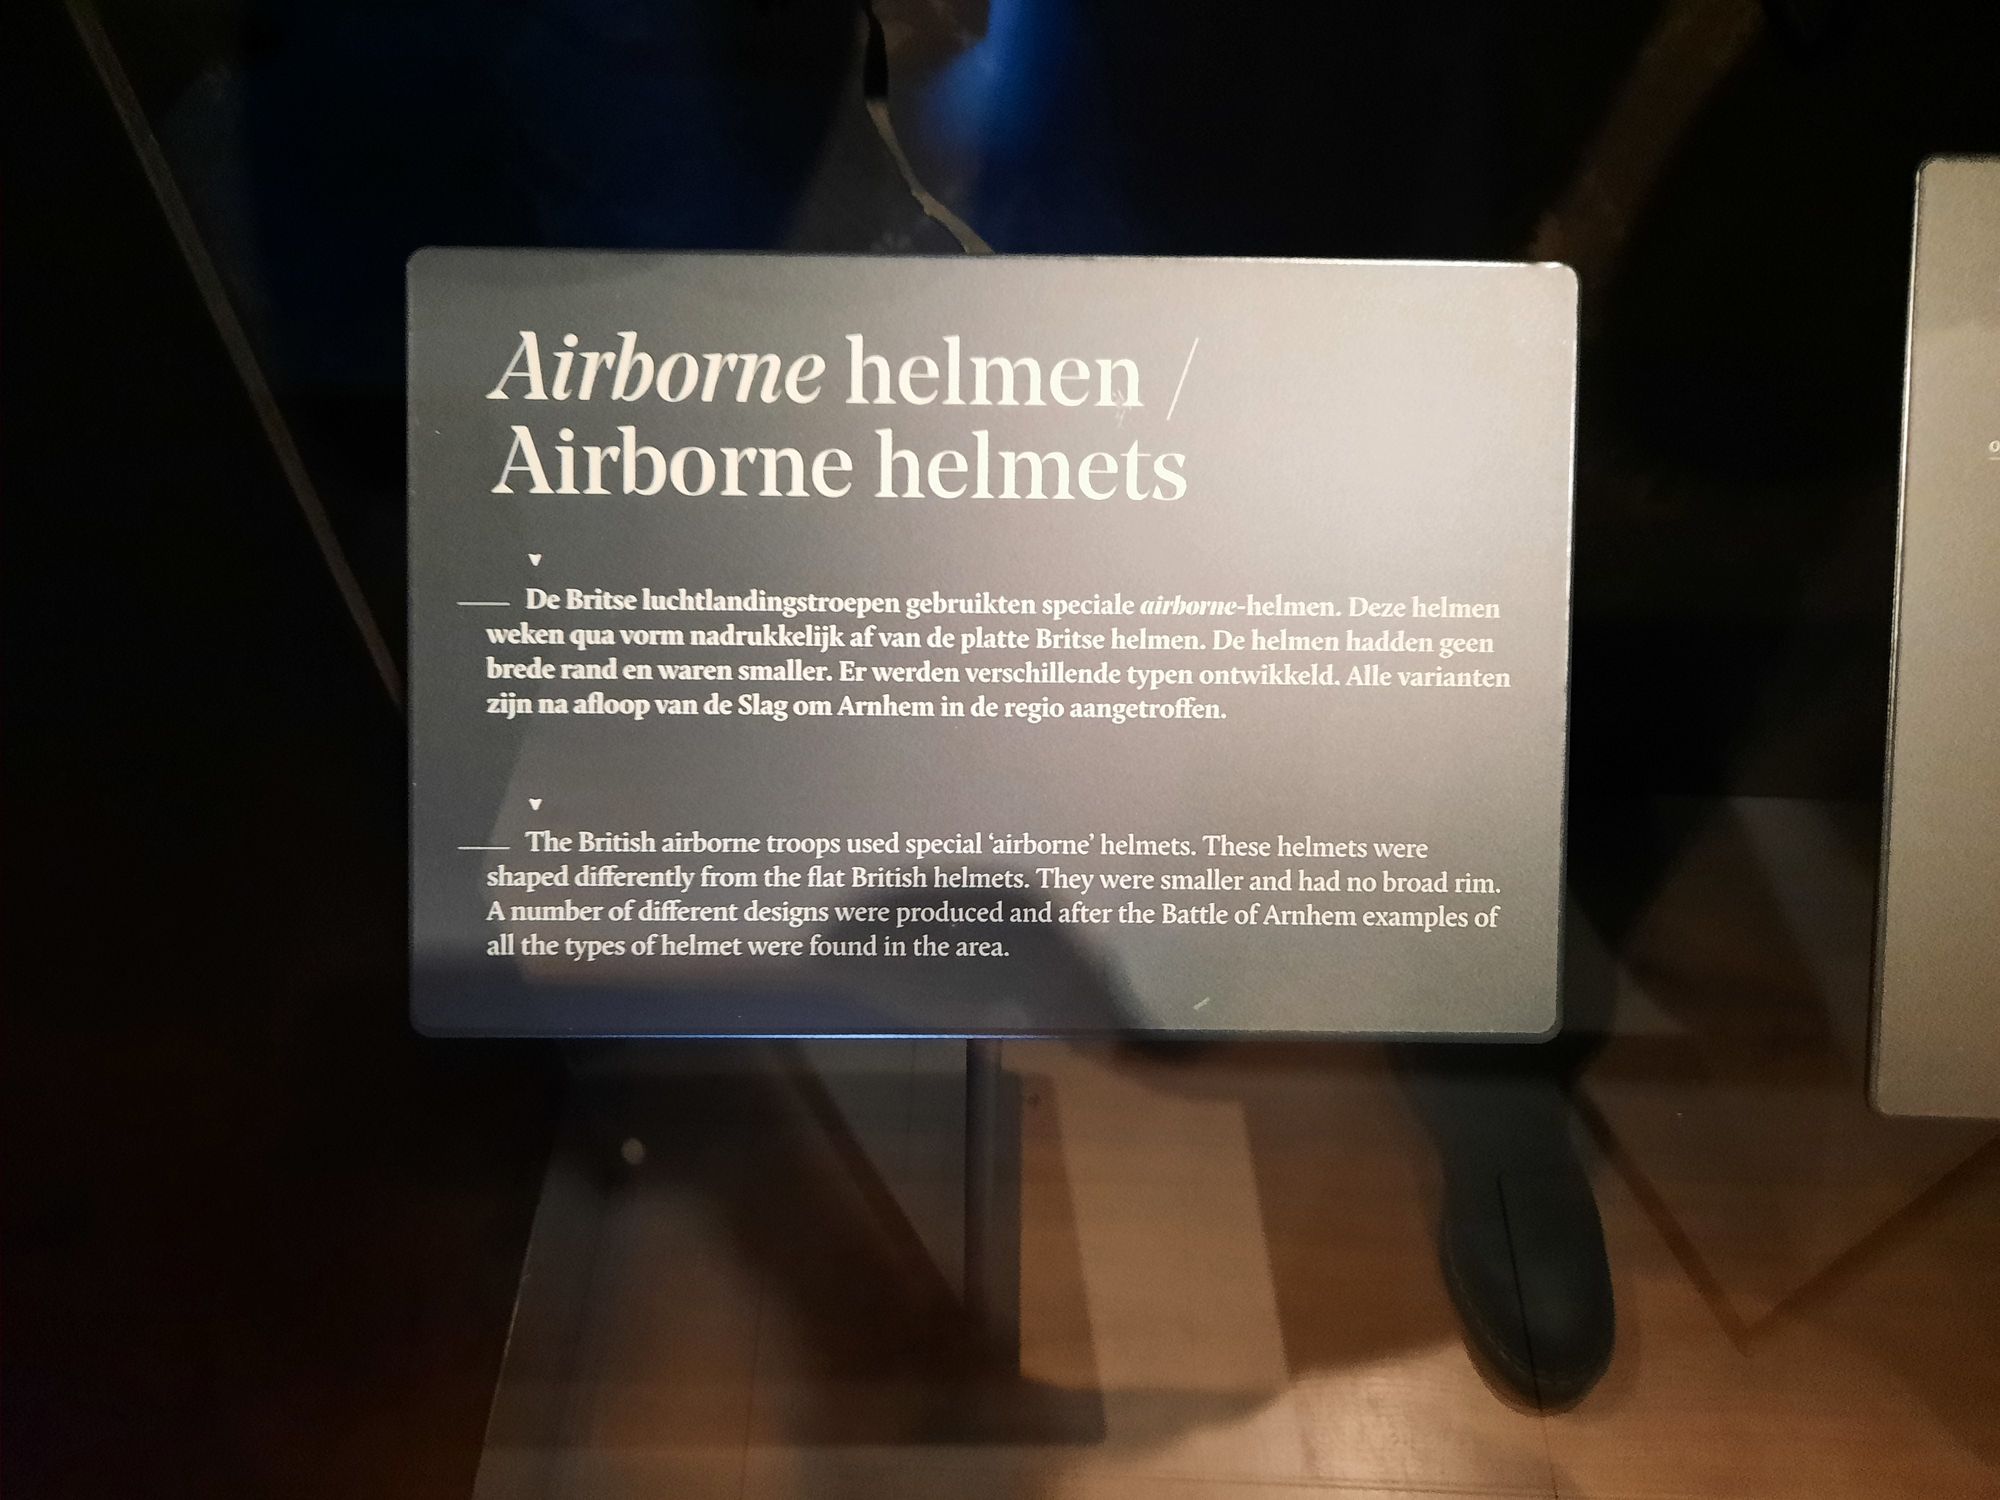 Airborne helmen /
Airborne helmets
De Britse luchtlandingstroepen gebruikten speciale airborne-helmen. Deze helmen
weken qua vorm nadrukkelijk af van de platte Britse helmen. De helmen hadden geen
brede rand en waren smaller. Er werden verschillende typen ontwikkeld. Alle varianten
zijn na afloop van de Slag om Arnhem in de regio aangetroffen.
The British airborne troops used special ‘airborne’ helmets. These helmets were
shaped differently from the flat British helmets. They were smaller and had no broad rim.
A number of different designs were produced and after the Battle of Arnhem examples of
all the types of helmet were found in the area.